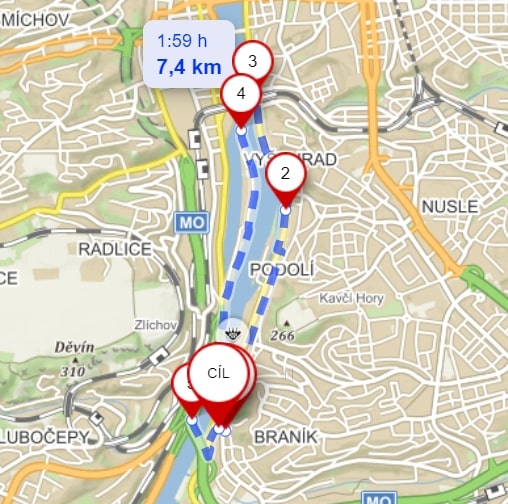 SMÍCHOV
1:59 h
7,4 km
3
4
VYŠEHRAD
2
NUSLE
MO
RADLICE
CE
PODOLÍ
Kavčí Hory
Zlíchov
266
Děvín
310
CÍL
LUBOČEPY
BRANÍK
MO